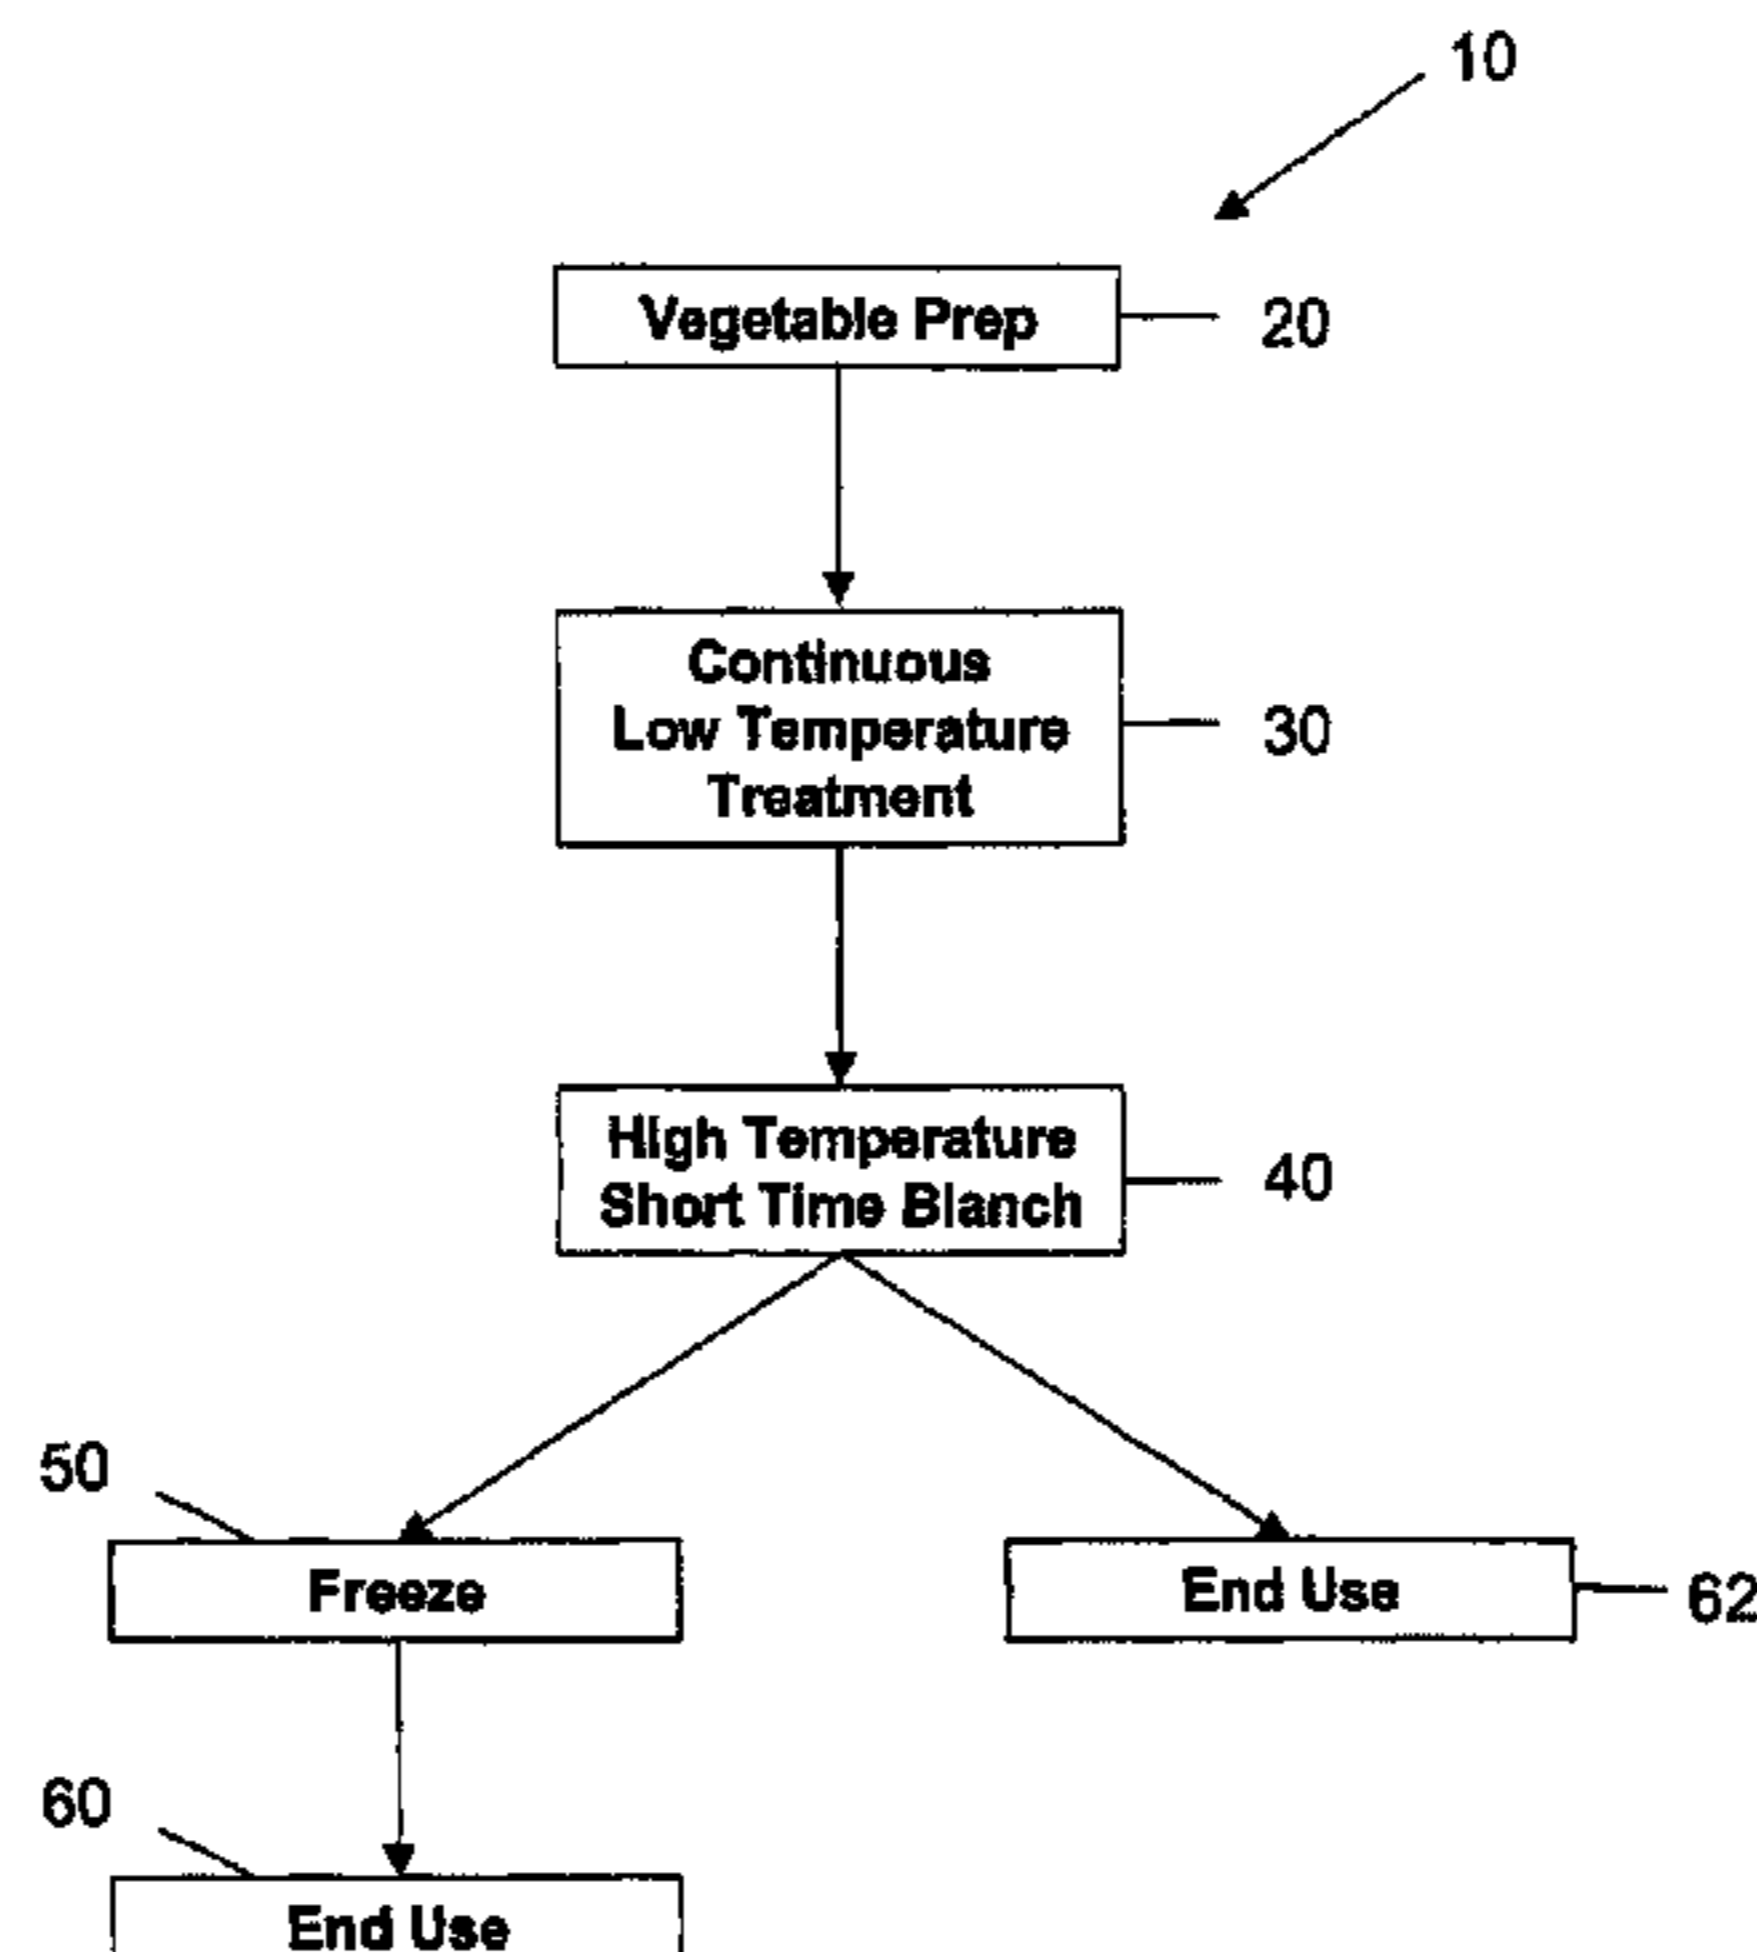 10
Vegetable Prep
20
Continuous
Low Temperature
Treatment
30
High Temperature
Short Time Blanch
40
50
Freeze
End Use
62
60
End Use